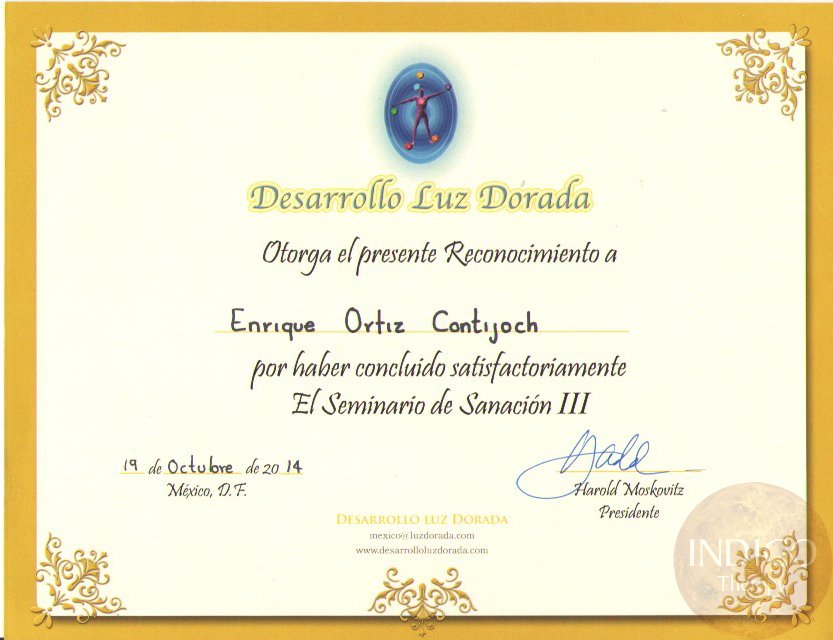 Desarrollo Luz Dorada
Otorga el presente Reconocimiento a
Enrique Ortiz Contijoch
por haber concluido satisfactoriamente
El Seminario de Sanación III
19 de Octubre de 2014
México, D.F.
Harold Moskovitz
Presidente
DESARROLLO LUZ DORADA
mexico@luzdorada.com
www.desarrolloluzdorada.com
INDIGO